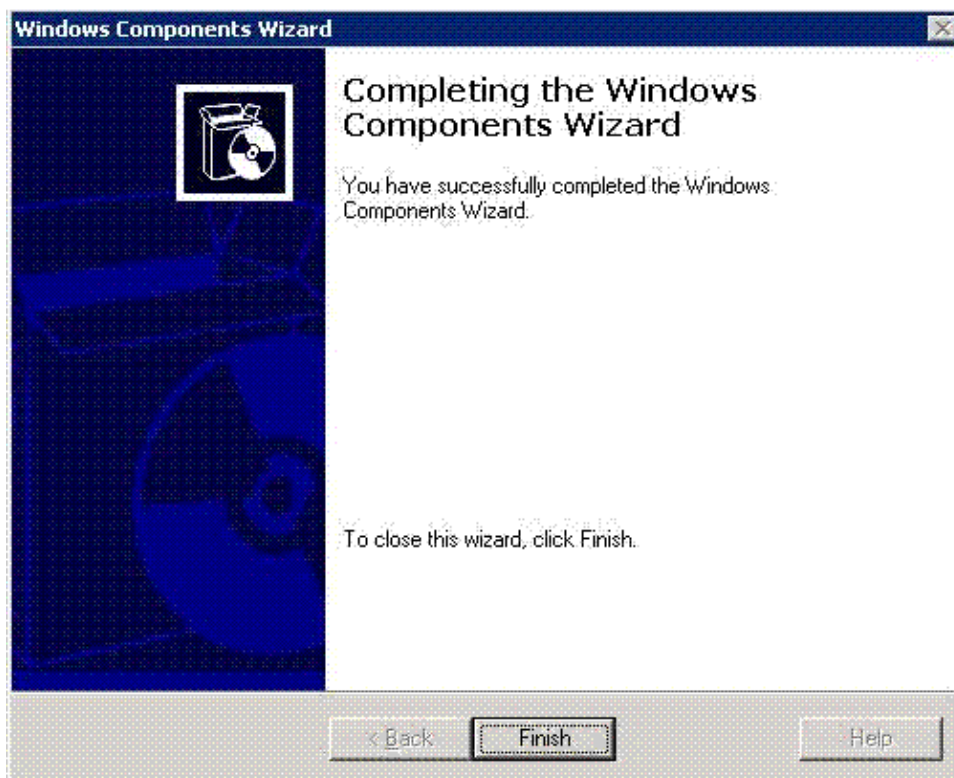 Windows Components Wizard
Completing the Windows
Components Wizard
You have successfully completed the Windows
Components Wizard.
To close this wizard, click Finish.
< Back
Finish
Help